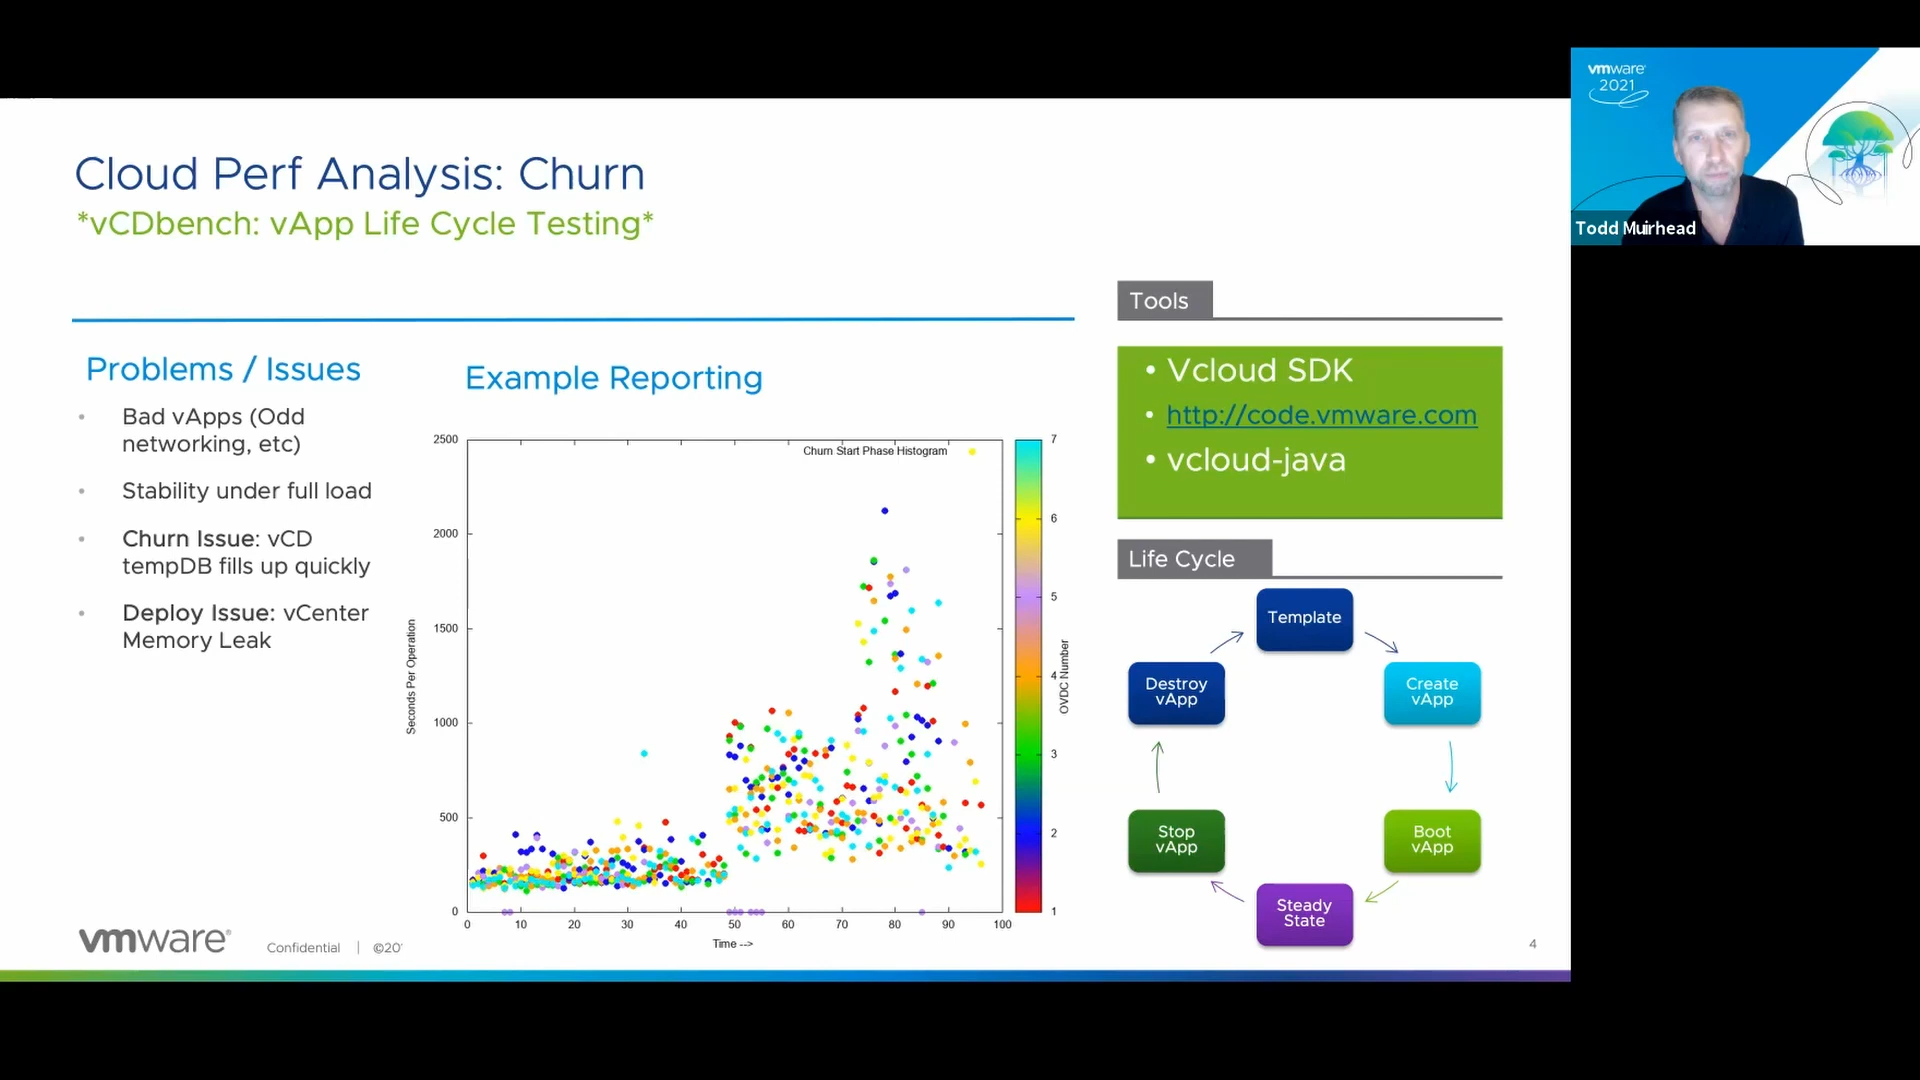 vmware
2021
Todd Muirhead
Cloud Perf Analysis: Churn
*vCDbench: vApp Life Cycle Testing*
Problems / Issues
• Bad vApps (Odd
networking, etc)
• Stability under full load
• Churn Issue: vCD
tempDB fills up quickly
• Deploy Issue: vCenter
Memory Leak
Example Reporting
Churn Start Phase Histogram
2500
2000
1500
1000
500
0
Seconds Per Operation
0 10 20 30 40 50 60 70 80 90 100
Time -->
7
6
5
4
3
2
1
OVDC Number
Tools
• Vcloud SDK
• http://code.vmware.com
• vcloud-java
Life Cycle
Template
Create
vApp
Boot
vApp
Steady
State
Stop
vApp
Destroy
vApp
vmware® Confidential | ©20
4